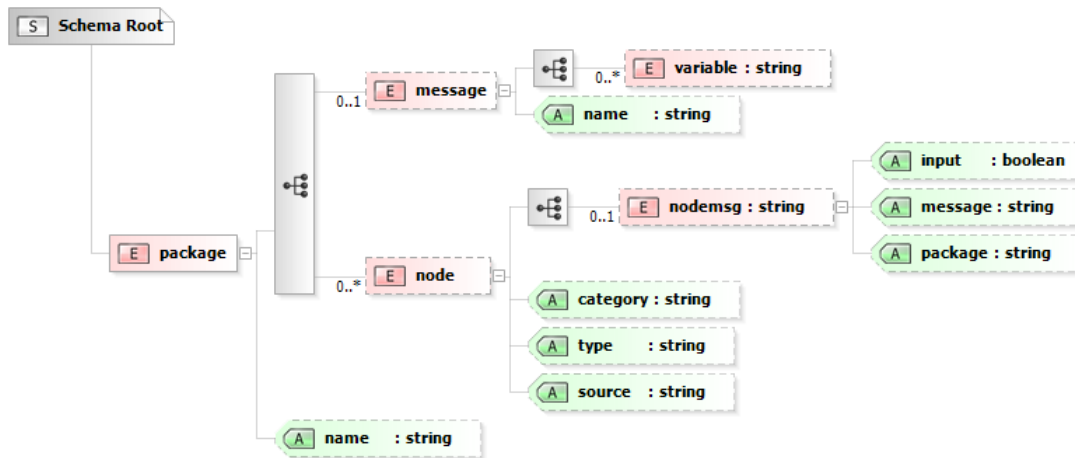 S Schema Root
E variable : string
0..*
E message
0..1
A name : string
A input : boolean
E nodemsg : string
0..1
A message : string
E package
A package : string
E node
0..*
A category : string
A type : string
A source : string
A name : string